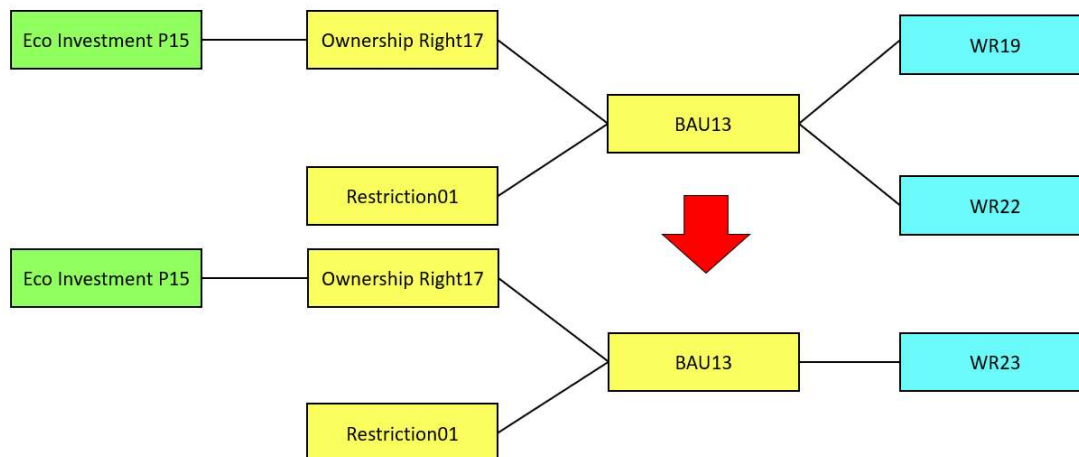 Eco Investment P15
Ownership Right17
WR19
BAU13
Restriction01
WR22
Eco Investment P15
Ownership Right17
BAU13
WR23
Restriction01